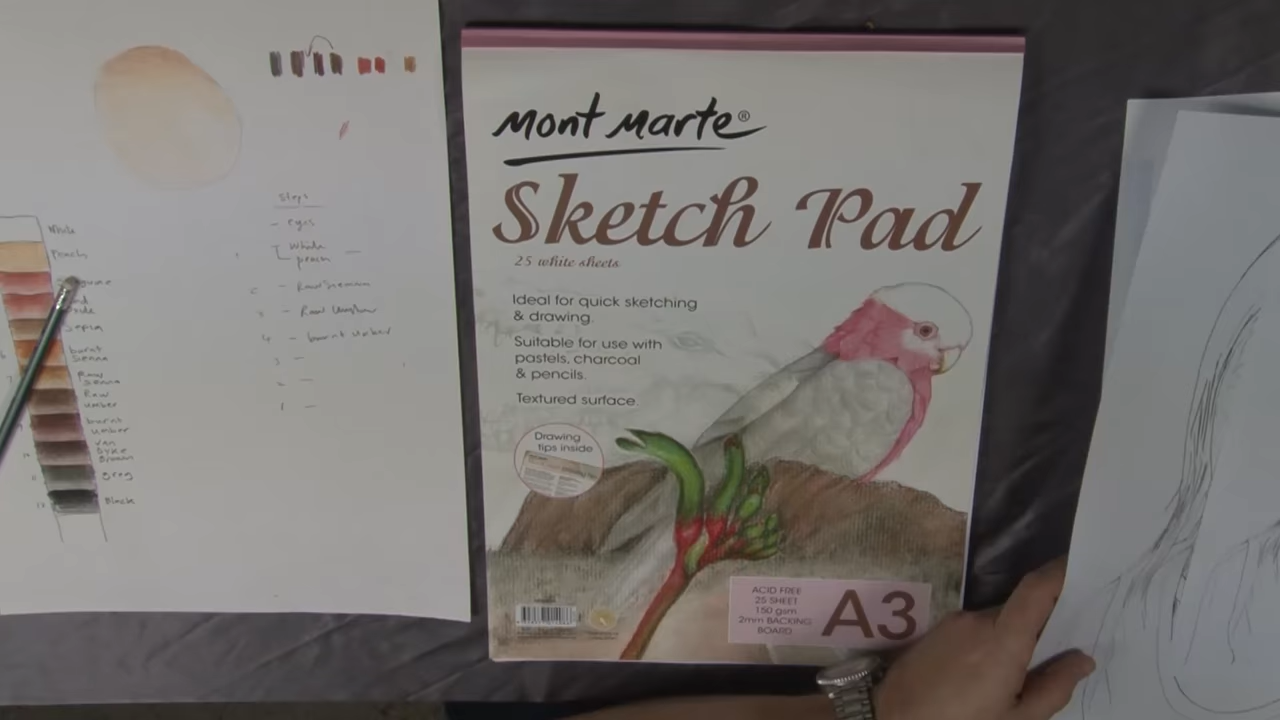 White
Peach
Sepia
burnt
Sienna
Raw
Sienna
Raw
umber
burnt
umber
Van
Dyke
Brown
Grey
Black
Steps
- eyes
white
peach
- Raw Sienna
- Raw Umber
- burnt umber
Mont Marte®
Sketch Pad
25 white sheets
Ideal for quick sketching
& drawing.
Suitable for use with
pastels, charcoal
& pencils.
Textured surface.
Drawing
tips inside
ACID FREE
25 SHEET
150 gsm
2mm BACKING
BOARD
A3